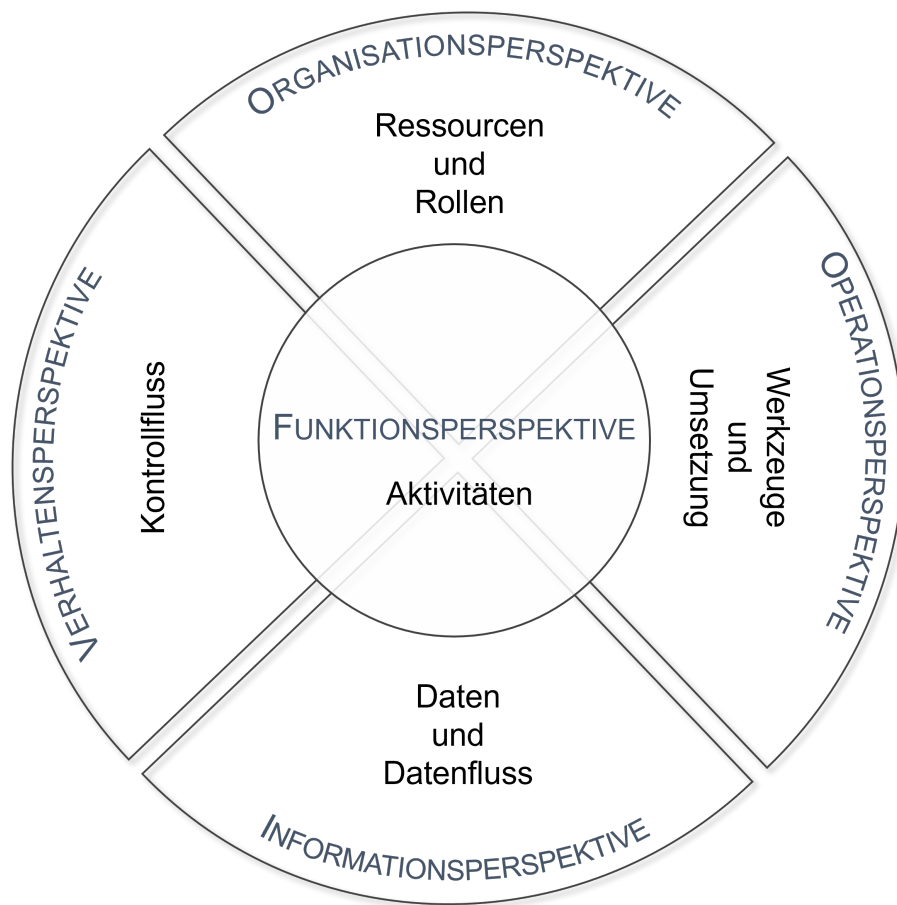 ORGANISATIONSPERSPEKTIVE
Ressourcen
und
Rollen
VERHALTENSPERSPEKTIVE
Kontrollfluss
FUNKTIONSPERSPEKTIVE
Aktivitäten
Werkzeuge
und
Umsetzung
OPERATIONSPERSPEKTIVE
Daten
und
Datenfluss
INFORMATIONSPERSPEKTIVE